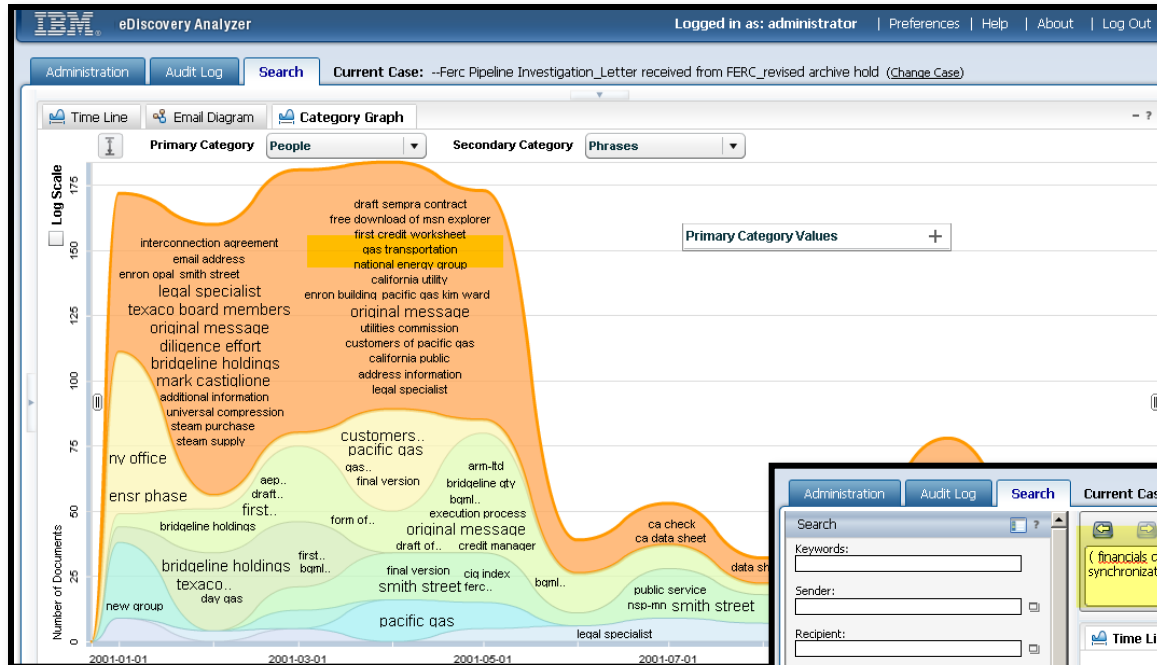 IBM eDiscovery Analyzer
Logged in as: administrator | Preferences | Help | About | Log Out
Administration
Audit Log
Search
Current Case: --Ferc Pipeline Investigation_Letter received from FERC_revised archive hold (Change Case)
Time Line
Email Diagram
Category Graph
- ?
Primary Category
People
Secondary Category
Phrases
Log Scale
Number of Documents
175
150
125
100
75
50
25
0
Primary Category Values +
interconnection agreement
email address
enron opal smith street
legal specialist
texaco board members
original message
diligence effort
bridgeline holdings
mark castiglione
additional information
universal compression
steam purchase
steam supply
draft sempra contract
free download of msn explorer
first credit worksheet
gas transportation
national energy group
california utility
enron building pacific gas kim ward
original message
utilities commission
customers of pacific gas
california public
address information
legal specialist
ny office
ensr phase
customers..
pacific gas
gas..
final version
aep..
draft..
first..
bridgeline holdings
form of..
arm-ltd
bridgeline qty
bgml..
execution process
original message
draft of..
credit manager
ca check
ca data sheet
data sh
bridgeline holdings
first..
bgml..
texaco..
day gas
final version
cig index
smith street
ferc..
bgml..
public service
nsp-mn smith street
new group
pacific gas
legal specialist
2001-01-01
2001-03-01
2001-05-01
2001-07-01
Administration
Audit Log
Search
Current Cas
Search
?
Keywords:
Sender:
Recipient:
( financials o
synchronizat
Time Li